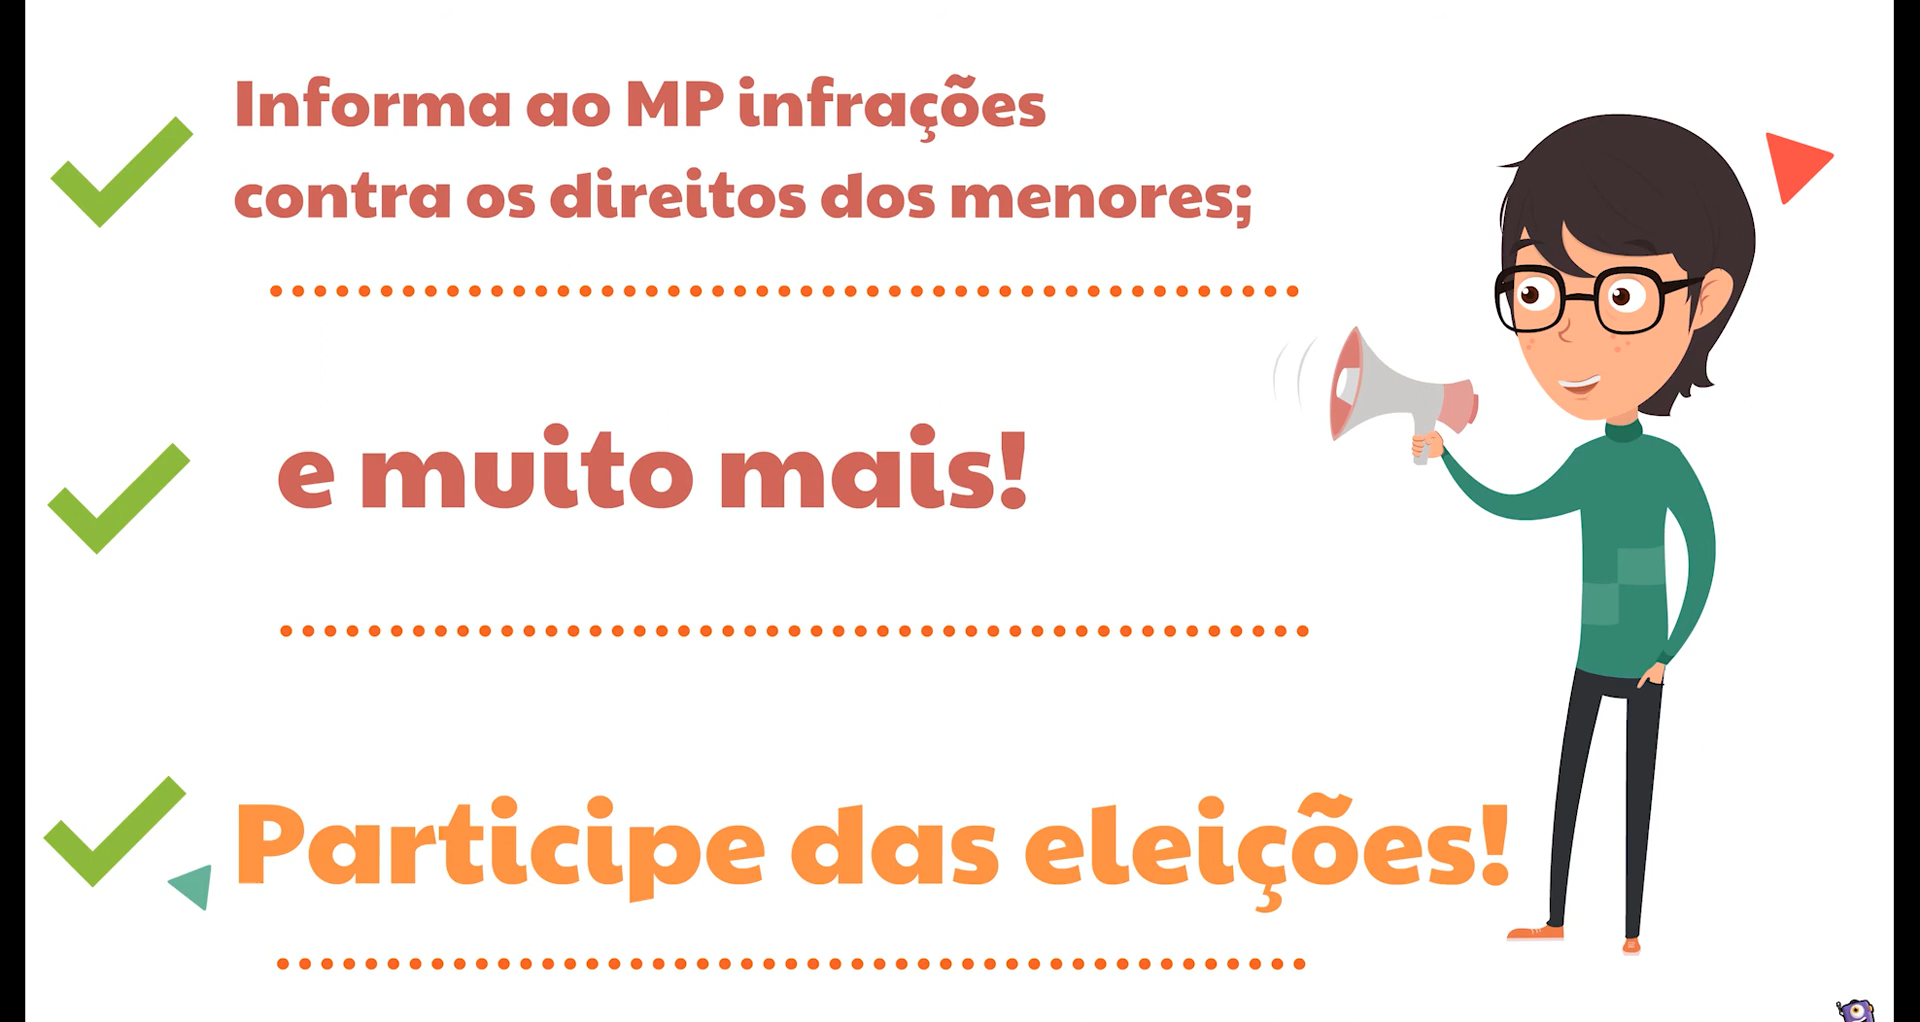 Informa ao MP infrações
contra os direitos dos menores;
e muito mais!
Participe das eleições!